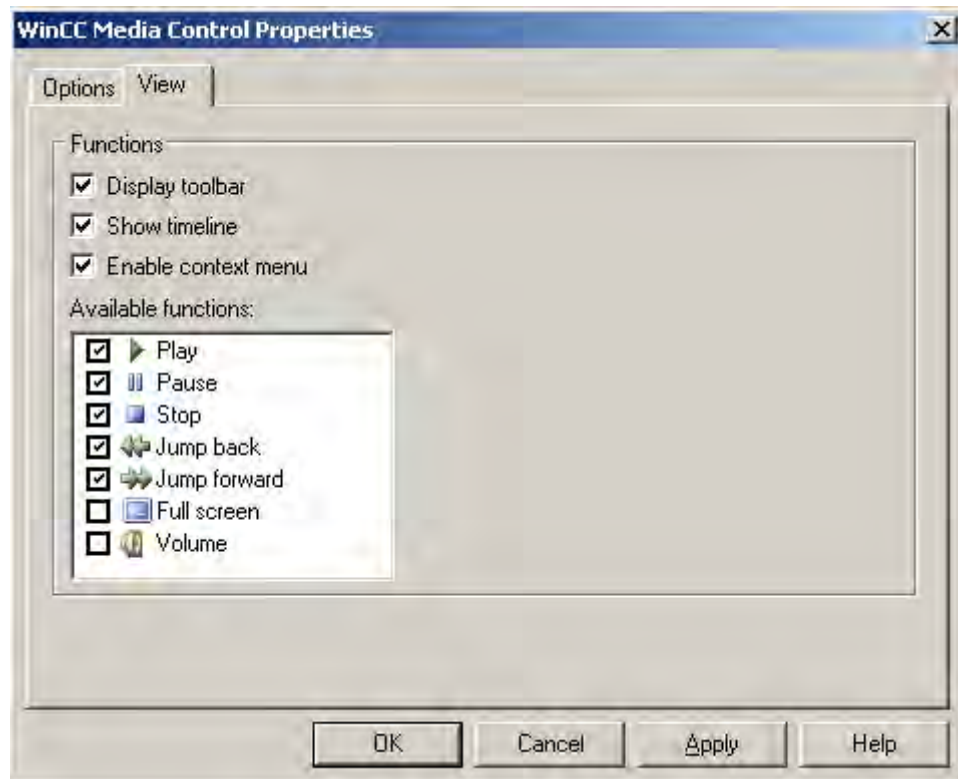 WinCC Media Control Properties
Options View
Functions
Display toolbar
Show timeline
Enable context menu
Available functions:
Play
Pause
Stop
Jump back
Jump forward
Full screen
Volume
OK Cancel Apply Help